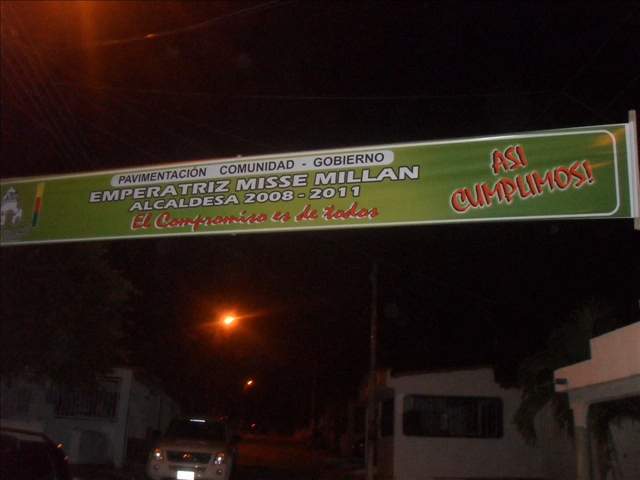 PAVIMENTACIÓN COMUNIDAD - GOBIERNO
EMPERATRIZ MISSE MILLAN
ALCALDESA 2008 - 2011
El Compromiso es de todos
ASI
CUMPLIMOS!